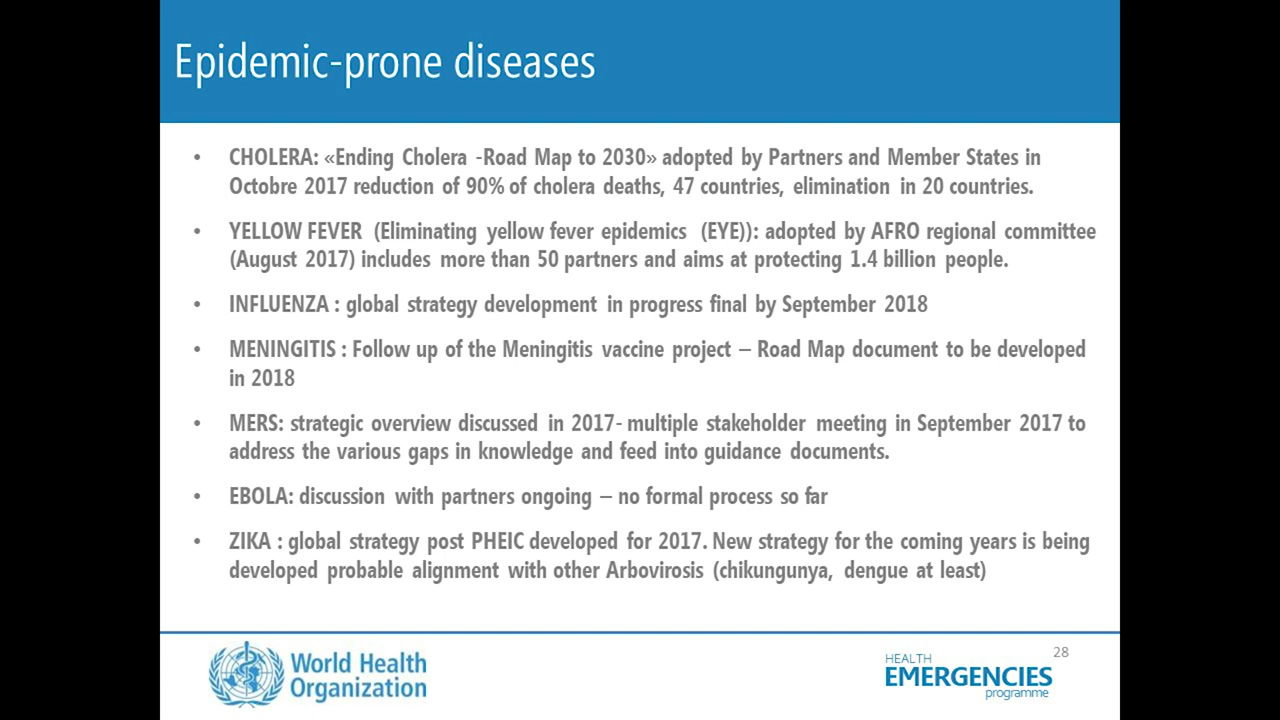 Epidemic-prone diseases
• CHOLERA: «Ending Cholera -Road Map to 2030» adopted by Partners and Member States in
Octobre 2017 reduction of 90% of cholera deaths, 47 countries, elimination in 20 countries.
• YELLOW FEVER (Eliminating yellow fever epidemics (EYE)): adopted by AFRO regional committee
(August 2017) includes more than 50 partners and aims at protecting 1.4 billion people.
• INFLUENZA : global strategy development in progress final by September 2018
• MENINGITIS : Follow up of the Meningitis vaccine project – Road Map document to be developed
in 2018
• MERS: strategic overview discussed in 2017- multiple stakeholder meeting in September 2017 to
address the various gaps in knowledge and feed into guidance documents.
• EBOLA: discussion with partners ongoing – no formal process so far
• ZIKA : global strategy post PHEIC developed for 2017. New strategy for the coming years is being
developed probable alignment with other Arbovirosis (chikungunya, dengue at least)
World Health
Organization
HEALTH
EMERGENCIES
programme
28